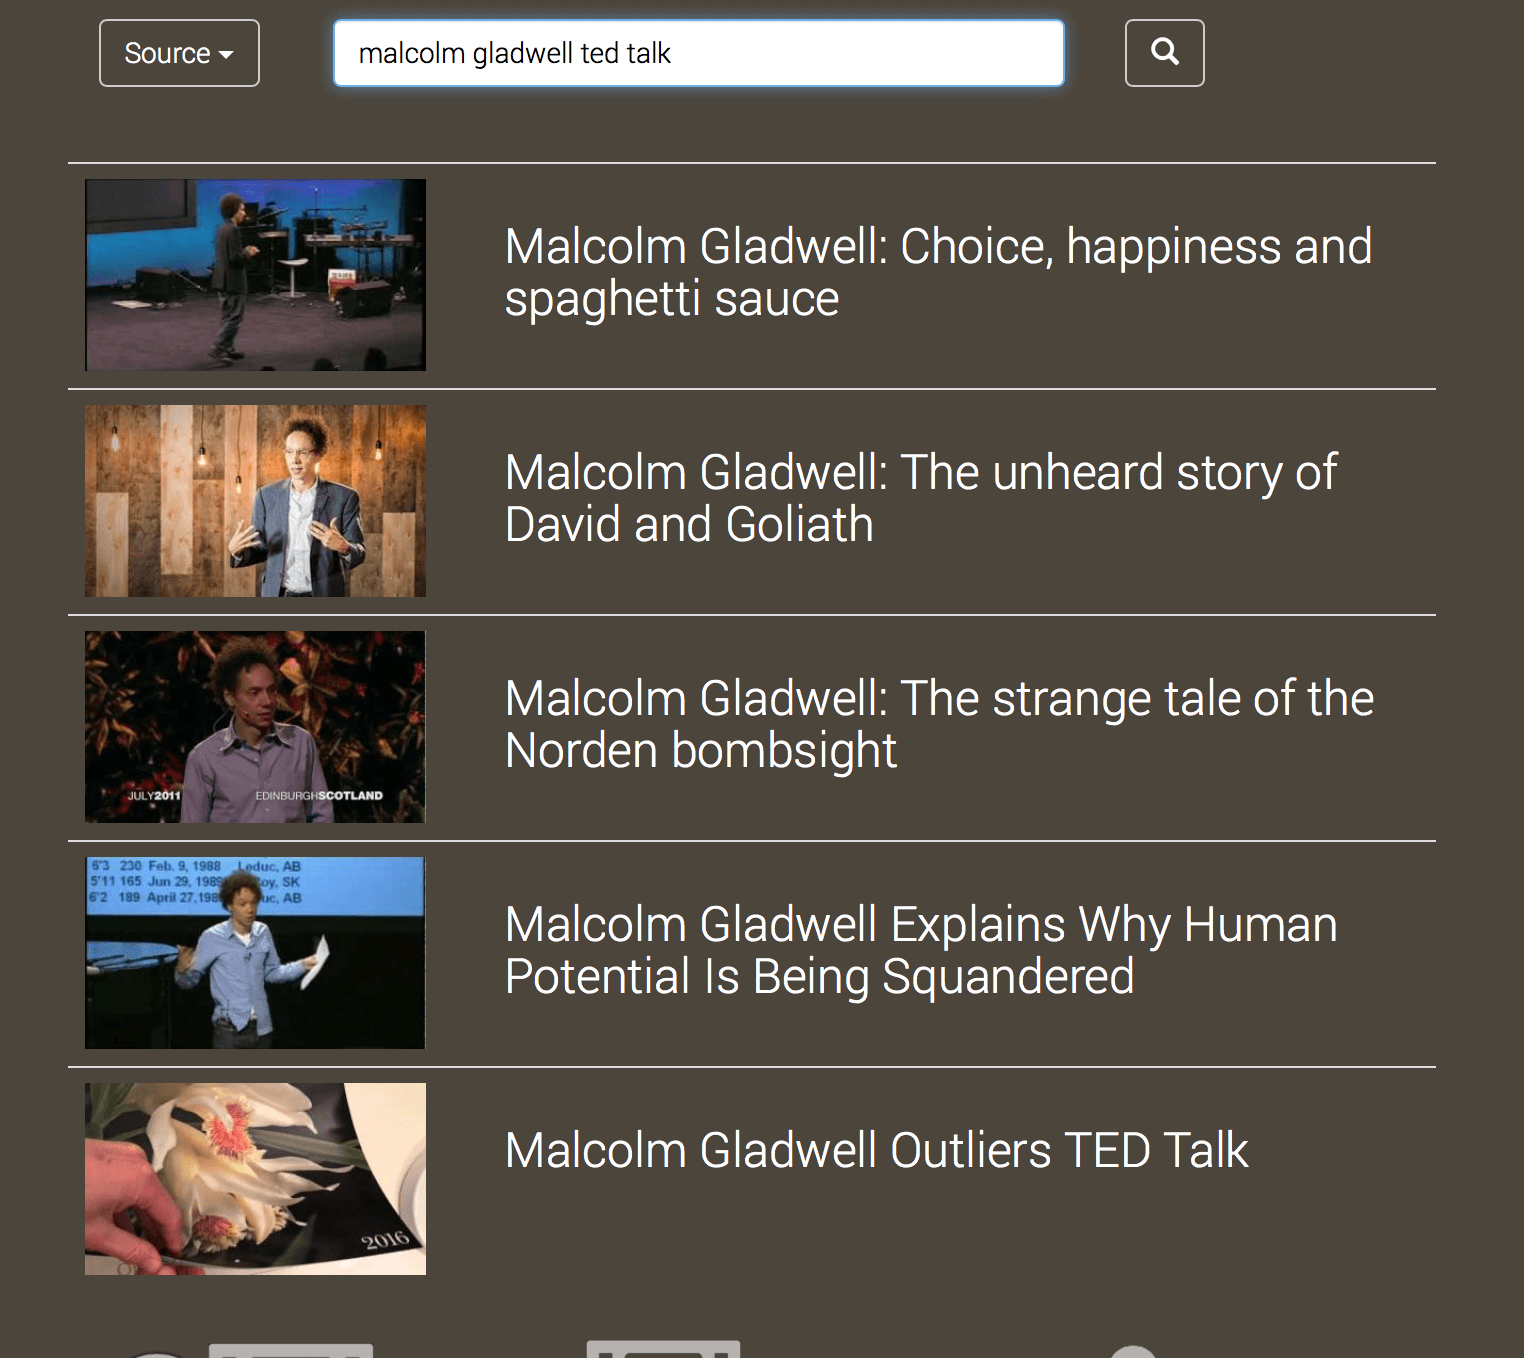 Source
malcolm gladwell ted talk
Malcolm Gladwell: Choice, happiness and
spaghetti sauce
Malcolm Gladwell: The unheard story of
David and Goliath
JULY2011
EDINBURGHSCOTLAND
Malcolm Gladwell: The strange tale of the
Norden bombsight
6'3 230 Feb. 9, 1988 Leduc, AB
5'11 165 Jun 29, 1989 oy, SK
6'2 189 April 27,198 uc, AB
Malcolm Gladwell Explains Why Human
Potential Is Being Squandered
2016
Malcolm Gladwell Outliers TED Talk